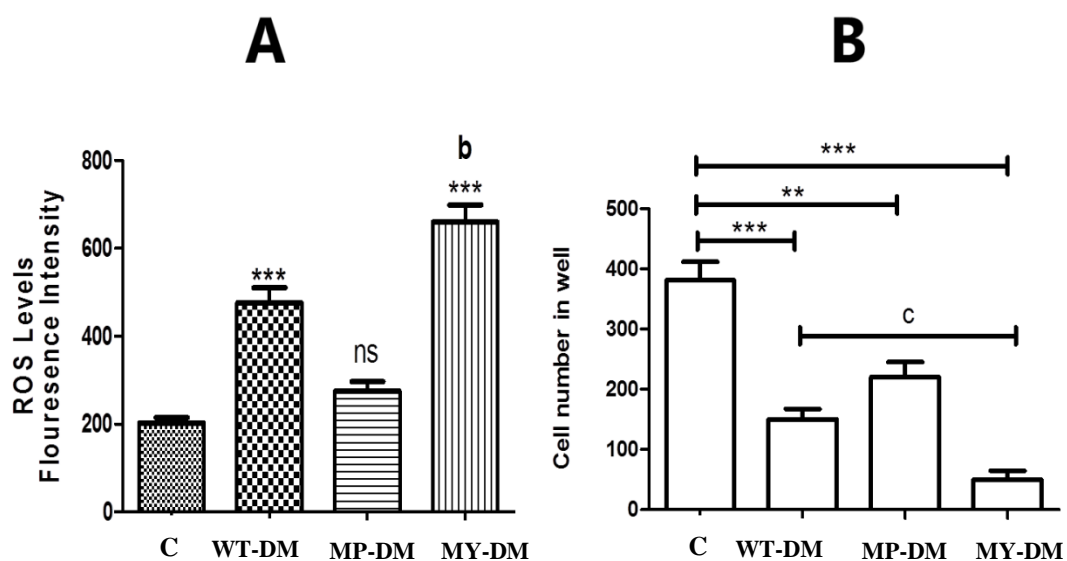 A
B
ROS Levels
Flouresence Intensity
800
600
400
200
0
***
ns
b
***
C
WT-DM
MP-DM
MY-DM
Cell number in well
500
400
300
200
100
0
***
**
***
c
C
WT-DM
MP-DM
MY-DM